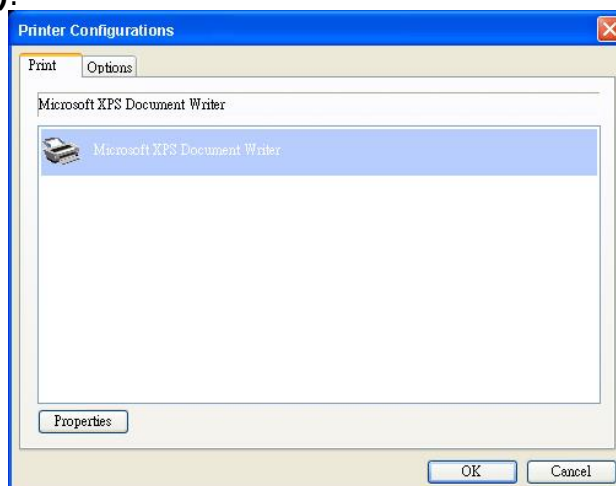 Printer Configurations
Print Options
Microsoft XPS Document Writer
Microsoft XPS Document Writer
Properties
OK Cancel